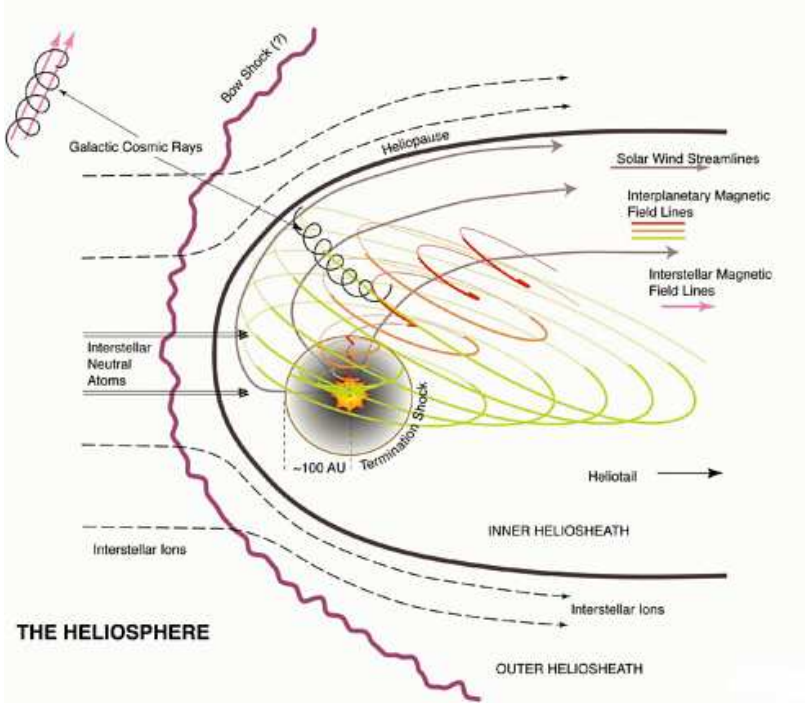 Bow Shock (?)
Galactic Cosmic Rays
Heliopause
Solar Wind Streamlines
Interplanetary Magnetic
Field Lines
Interstellar Magnetic
Field Lines
Interstellar
Neutral
Atoms
Termination Shock
~100 AU
Heliotail
INNER HELIOSHEATH
Interstellar Ions
Interstellar Ions
THE HELIOSPHERE
OUTER HELIOSHEATH